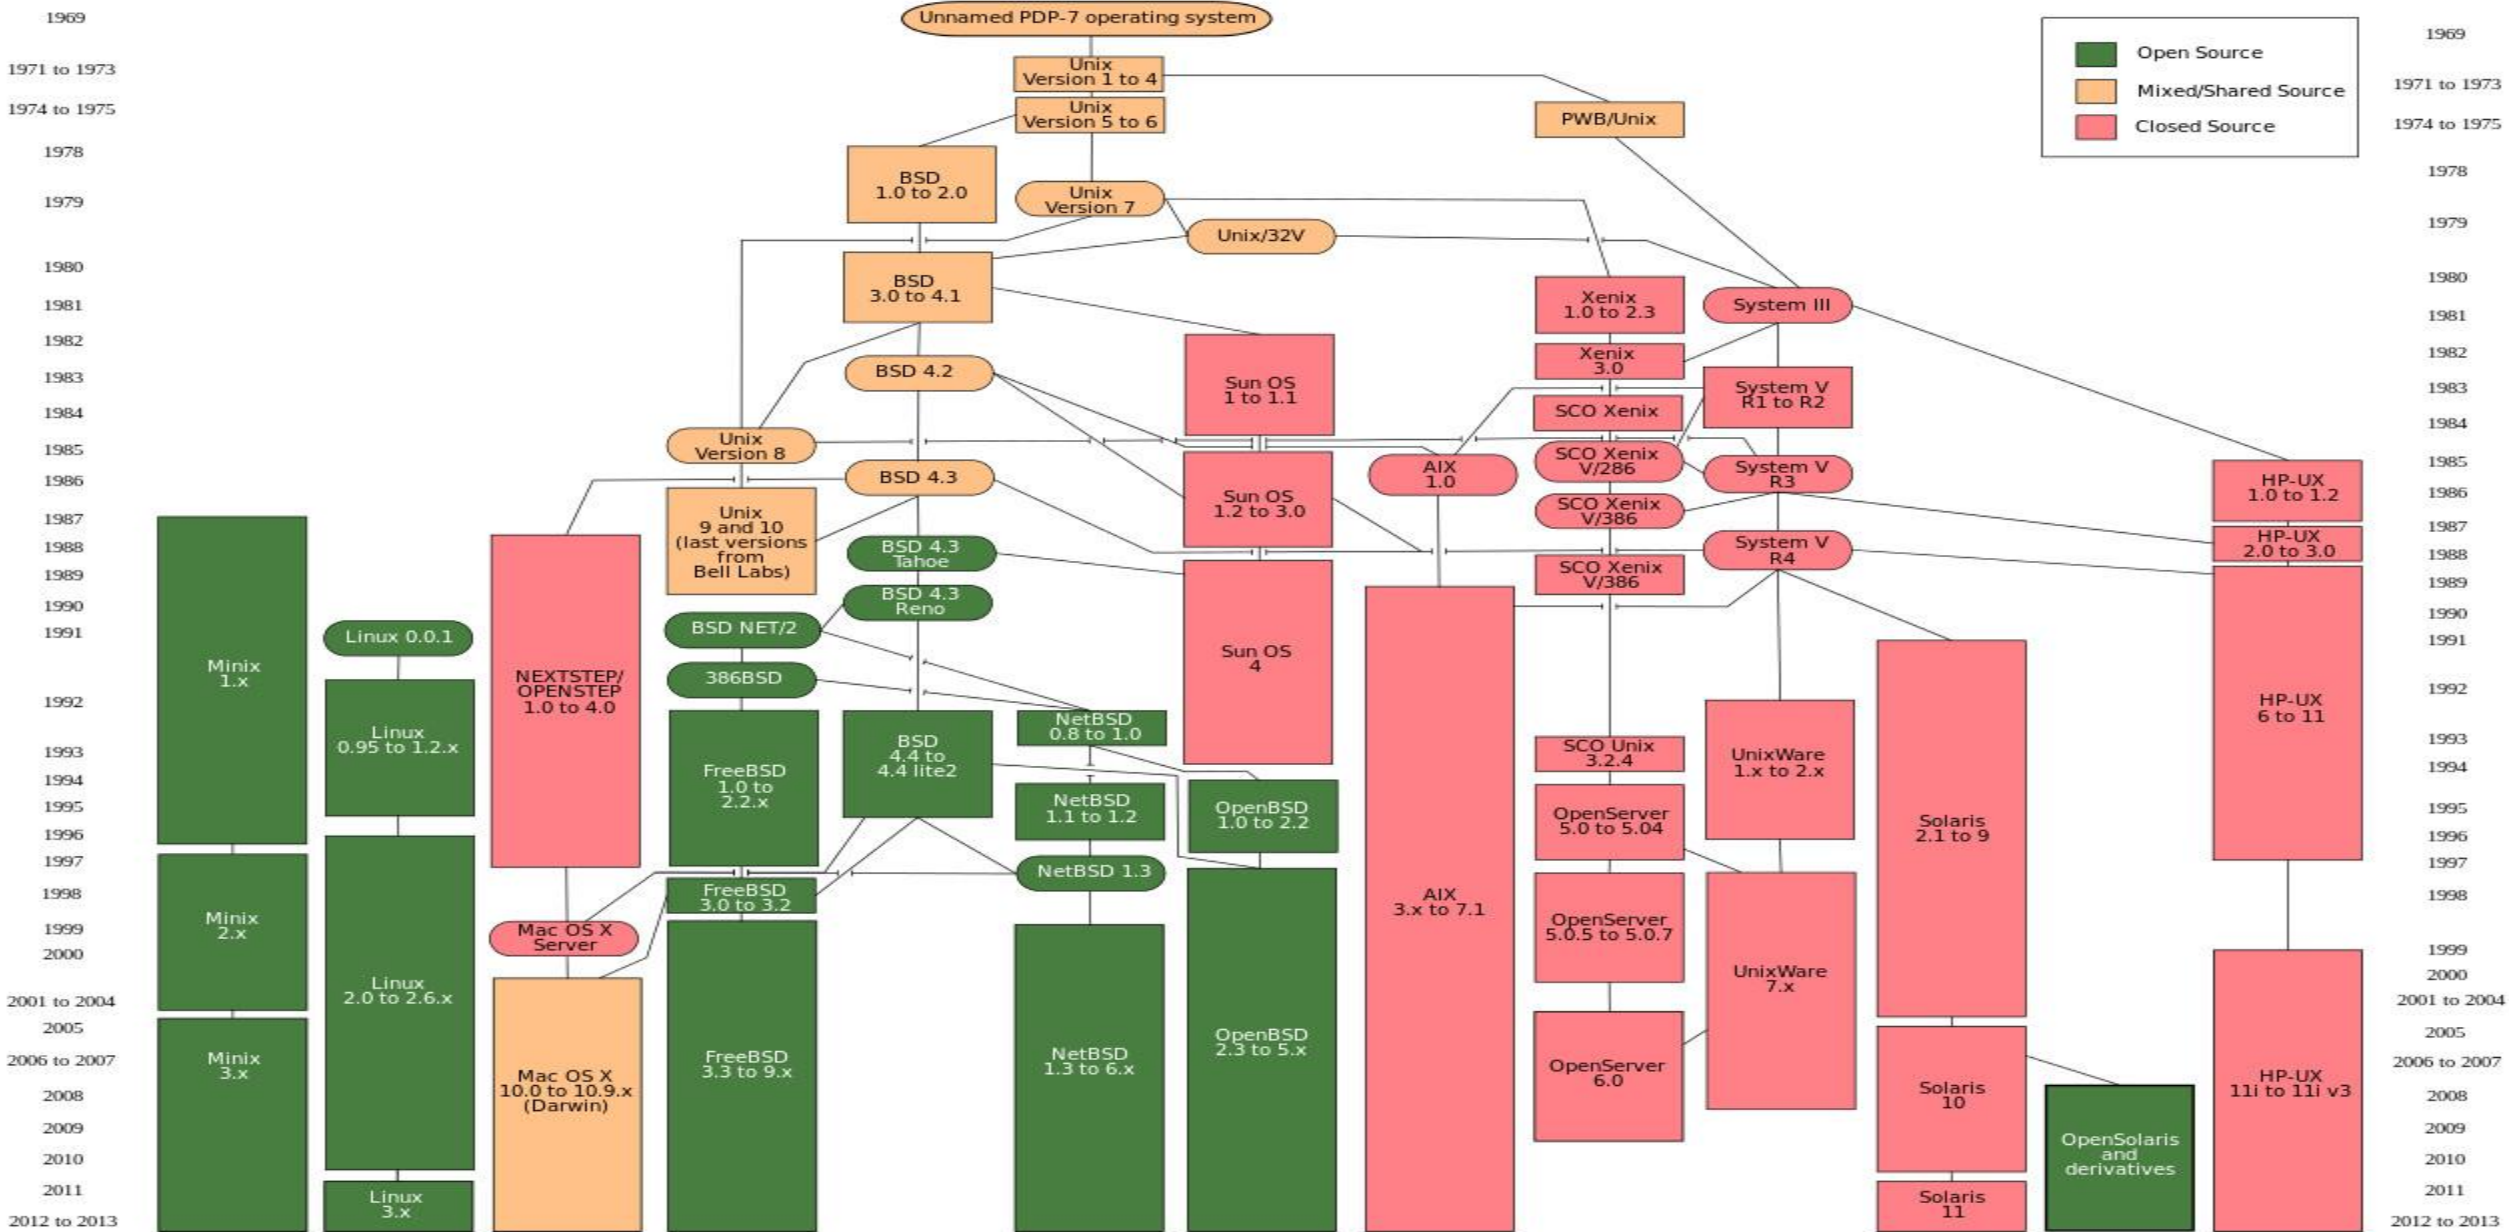 Unnamed PDP-7 operating system
Unix
Version 1 to 4
Unix
Version 5 to 6
PWB/Unix
Open Source
Mixed/Shared Source
Closed Source
BSD
1.0 to 2.0
Unix
Version 7
Unix/32V
BSD
3.0 to 4.1
Xenix
1.0 to 2.3
System III
Xenix
3.0
BSD 4.2
Sun OS
1 to 1.1
System V
R1 to R2
SCO Xenix
Unix
Version 8
SCO Xenix
V/286
BSD 4.3
AIX
1.0
System V
R3
HP-UX
1.0 to 1.2
Sun OS
1.2 to 3.0
SCO Xenix
V/386
Unix
9 and 10
(last versions
from
Bell Labs)
BSD 4.3
Tahoe
System V
R4
HP-UX
2.0 to 3.0
SCO Xenix
V/386
BSD 4.3
Reno
BSD NET/2
Linux 0.0.1
Minix
1.x
NEXTSTEP/
OPENSTEP
1.0 to 4.0
386BSD
Sun OS
4
HP-UX
6 to 11
Linux
0.95 to 1.2.x
NetBSD
0.8 to 1.0
BSD
4.4 to
4.4 lite2
SCO Unix
3.2.4
UnixWare
1.x to 2.x
FreeBSD
1.0 to
2.2.x
NetBSD
1.1 to 1.2
OpenBSD
1.0 to 2.2
OpenServer
5.0 to 5.04
Solaris
2.1 to 9
NetBSD 1.3
FreeBSD
3.0 to 3.2
AIX
3.x to 7.1
Minix
2.x
Mac OS X
Server
OpenServer
5.0.5 to 5.0.7
UnixWare
7.x
Linux
2.0 to 2.6.x
OpenBSD
2.3 to 5.x
Minix
3.x
FreeBSD
3.3 to 9.x
NetBSD
1.3 to 6.x
Mac OS X
10.0 to 10.9.x
(Darwin)
OpenServer
6.0
Solaris
10
HP-UX
11i to 11i v3
OpenSolaris
and
derivatives
Linux
3.x
Solaris
11
1969
1971 to 1973
1974 to 1975
1978
1979
1980
1981
1982
1983
1984
1985
1986
1987
1988
1989
1990
1991
1992
1993
1994
1995
1996
1997
1998
1999
2000
2001 to 2004
2005
2006 to 2007
2008
2009
2010
2011
2012 to 2013
1969
1971 to 1973
1974 to 1975
1978
1979
1980
1981
1982
1983
1984
1985
1986
1987
1988
1989
1990
1991
1992
1993
1994
1995
1996
1997
1998
1999
2000
2001 to 2004
2005
2006 to 2007
2008
2009
2010
2011
2012 to 2013